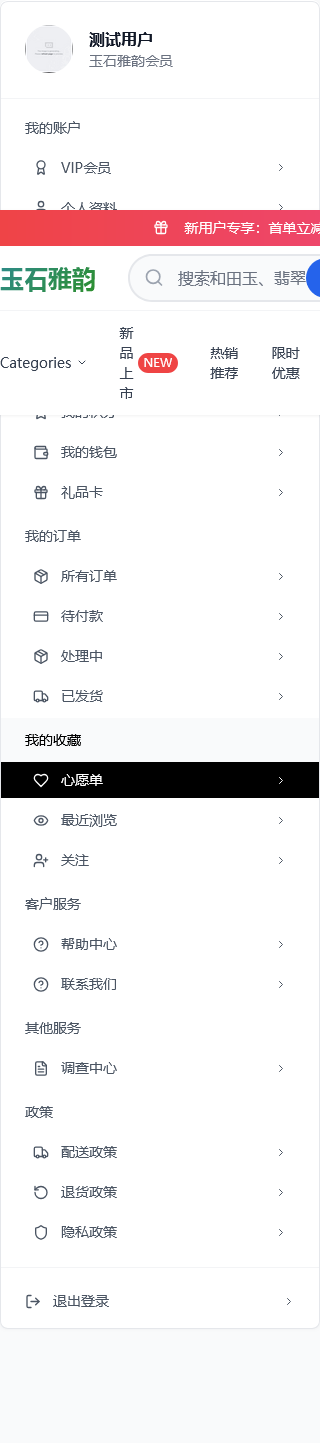 测试用户
玉石雅韵会员
我的账户
VIP会员
个人资料
新用户专享：首单立减
玉石雅韵
搜索和田玉、翡翠
Categories
新品上市
NEW
热销推荐
限时优惠
我的钱包
礼品卡
我的订单
所有订单
待付款
处理中
已发货
我的收藏
心愿单
最近浏览
关注
客户服务
帮助中心
联系我们
其他服务
调查中心
政策
配送政策
退货政策
隐私政策
退出登录